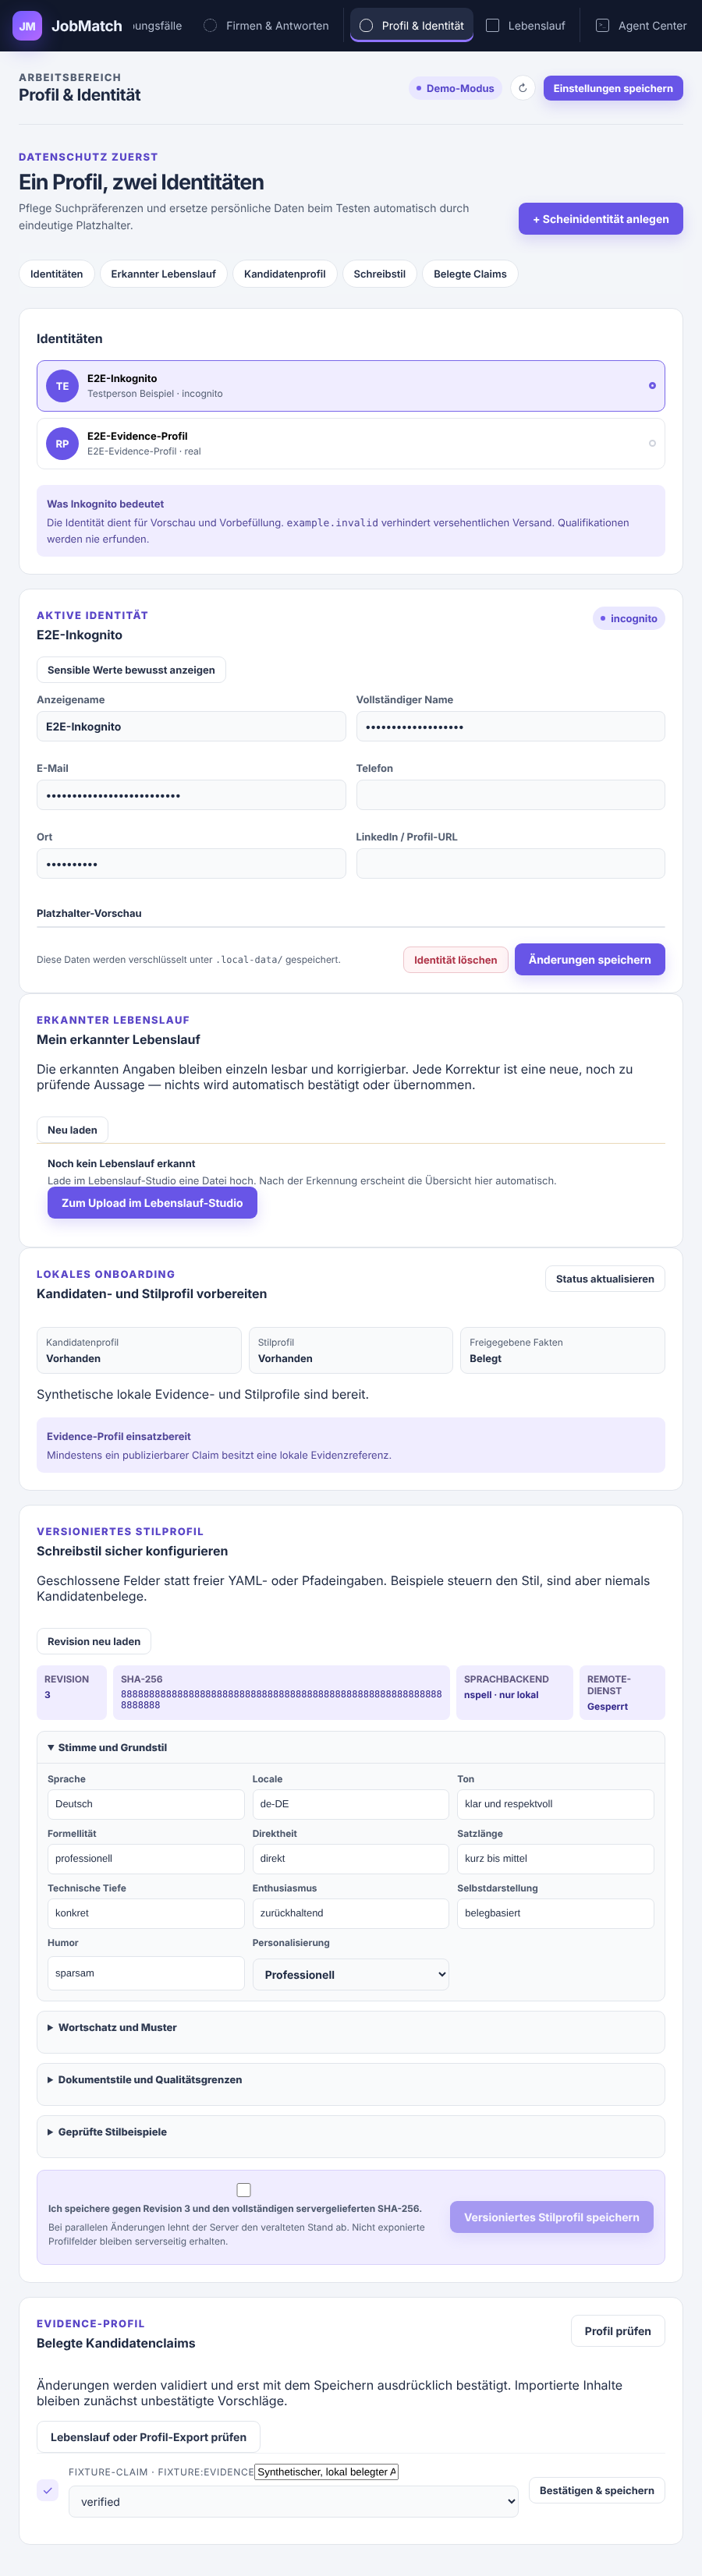 JM JobMatch ungsfälle Firmen & Antworten Profil & Identität Lebenslauf Agent Center
ARBEITSBEREICH
Profil & Identität
Demo-Modus
Einstellungen speichern
DATENSCHUTZ ZUERST
Ein Profil, zwei Identitäten
Pflege Suchpräferenzen und ersetze persönliche Daten beim Testen automatisch durch
eindeutige Platzhalter.
+ Scheinidentität anlegen
Identitäten
Erkannter Lebenslauf
Kandidatenprofil
Schreibstil
Belegte Claims
Identitäten
TE
E2E-Inkognito
Testperson Beispiel · incognito
RP
E2E-Evidence-Profil
E2E-Evidence-Profil · real
Was Inkognito bedeutet
Die Identität dient für Vorschau und Vorbefüllung. example.invalid verhindert versehentlichen Versand. Qualifikationen
werden nie erfunden.
AKTIVE IDENTITÄT
E2E-Inkognito
incognito
Sensible Werte bewusst anzeigen
Anzeigename
E2E-Inkognito
Vollständiger Name
•••••••••••••••••••
E-Mail
••••••••••••••••••••••••••
Telefon
Ort
••••••••••
LinkedIn / Profil-URL
Platzhalter-Vorschau
Diese Daten werden verschlüsselt unter .local-data/ gespeichert.
Identität löschen
Änderungen speichern
ERKANNTER LEBENSLAUF
Mein erkannter Lebenslauf
Die erkannten Angaben bleiben einzeln lesbar und korrigierbar. Jede Korrektur ist eine neue, noch zu
prüfende Aussage — nichts wird automatisch bestätigt oder übernommen.
Neu laden
Noch kein Lebenslauf erkannt
Lade im Lebenslauf-Studio eine Datei hoch. Nach der Erkennung erscheint die Übersicht hier automatisch.
Zum Upload im Lebenslauf-Studio
LOKALES ONBOARDING
Kandidaten- und Stilprofil vorbereiten
Status aktualisieren
Kandidatenprofil
Vorhanden
Stilprofil
Vorhanden
Freigegebene Fakten
Belegt
Synthetische lokale Evidence- und Stilprofile sind bereit.
Evidence-Profil einsatzbereit
Mindestens ein publizierbarer Claim besitzt eine lokale Evidenzreferenz.
VERSIONIERTES STILPROFIL
Schreibstil sicher konfigurieren
Geschlossene Felder statt freier YAML- oder Pfadeingaben. Beispiele steuern den Stil, sind aber niemals
Kandidatenbelege.
Revision neu laden
REVISION
3
SHA-256
88888888888888888888888888888888888888888888888888888888
88888888
SPRACHBACKEND
nspell · nur lokal
REMOTE-
DIENST
Gesperrt
▼ Stimme und Grundstil
Sprache
Deutsch
Locale
de-DE
Ton
klar und respektvoll
Formellität
professionell
Direktheit
direkt
Satzlänge
kurz bis mittel
Technische Tiefe
konkret
Enthusiasmus
zurückhaltend
Selbstdarstellung
belegbasiert
Humor
sparsam
Personalisierung
Professionell
▶ Wortschatz und Muster
▶ Dokumentstile und Qualitätsgrenzen
▶ Geprüfte Stilbeispiele
Ich speichere gegen Revision 3 und den vollständigen servergelieferten SHA-256.
Bei parallelen Änderungen lehnt der Server den veralteten Stand ab. Nicht exponierte
Profilfelder bleiben serverseitig erhalten.
Versioniertes Stilprofil speichern
EVIDENCE-PROFIL
Belegte Kandidatenclaims
Profil prüfen
Änderungen werden validiert und erst mit dem Speichern ausdrücklich bestätigt. Importierte Inhalte
bleiben zunächst unbestätigte Vorschläge.
Lebenslauf oder Profil-Export prüfen
FIXTURE-CLAIM · FIXTURE:EVIDENCE Synthetischer, lokal belegter A
verified
Bestätigen & speichern